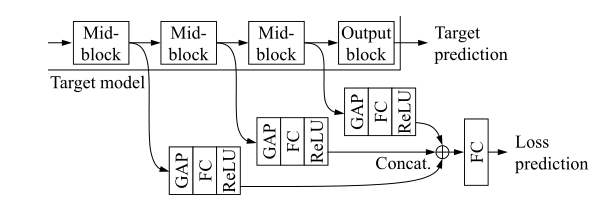 Mid-
block
Mid-
block
Mid-
block
Output
block
Target
prediction
Target model
GAP
FC
ReLU
GAP
FC
ReLU
GAP
FC
ReLU
Concat.
FC
Loss
prediction